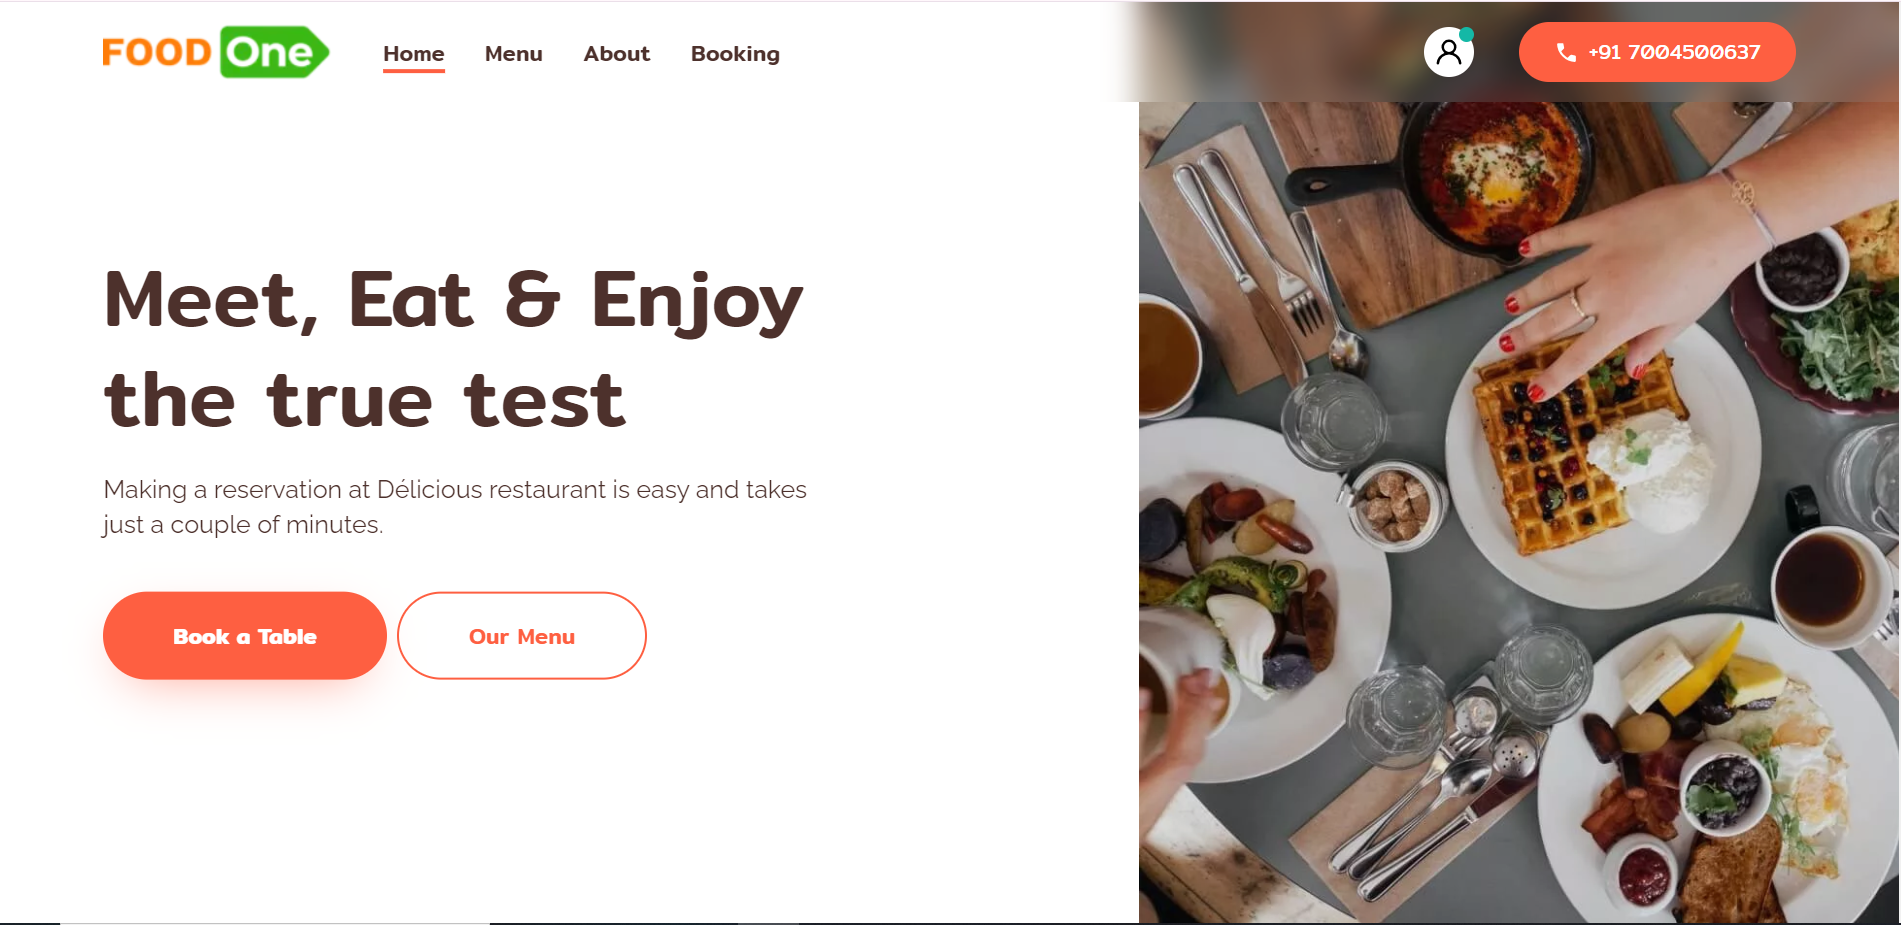 FOOD One
Home Menu About Booking
+91 7004500637
Meet, Eat & Enjoy
the true test
Making a reservation at Délicious restaurant is easy and takes
just a couple of minutes.
Book a Table
Our Menu